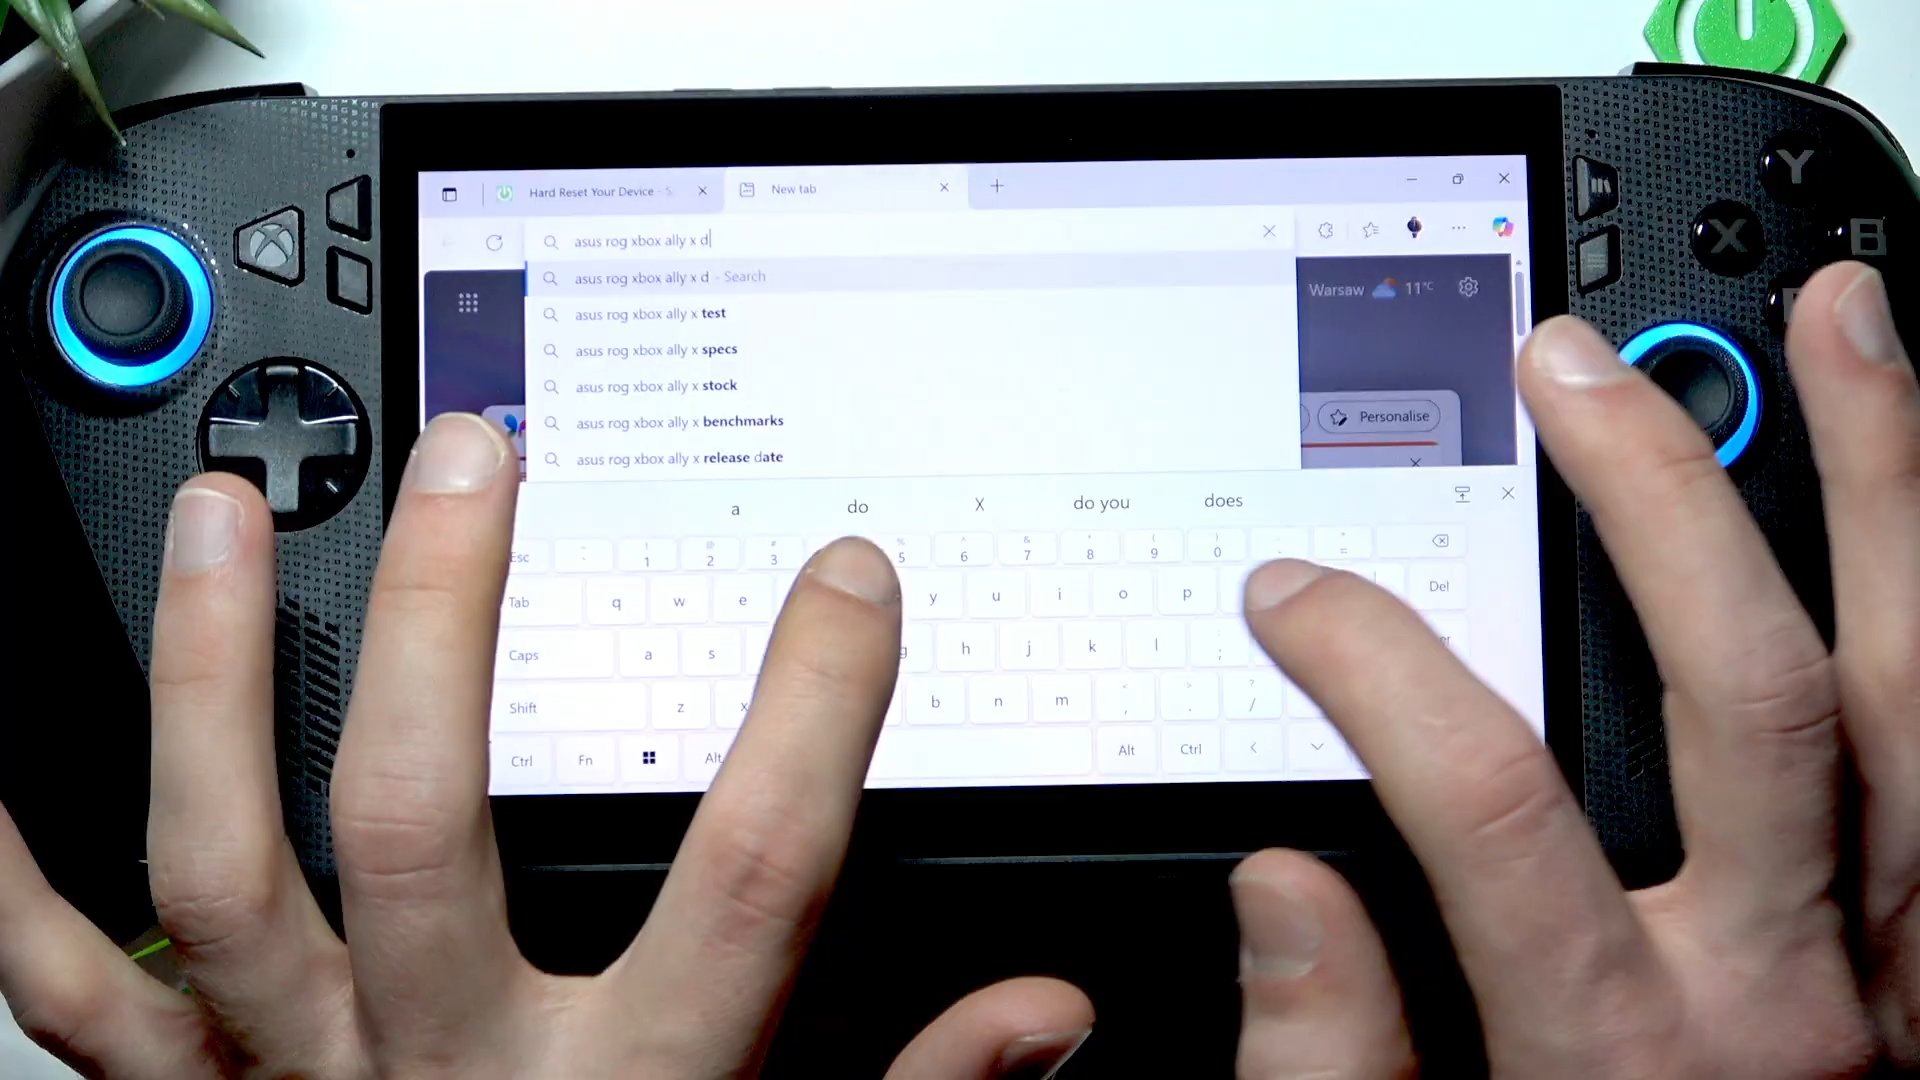 Hard Reset Your Device - S
New tab
asus rog xbox ally x d
asus rog xbox ally x d - Search
asus rog xbox ally x test
asus rog xbox ally x specs
asus rog xbox ally x stock
asus rog xbox ally x benchmarks
asus rog xbox ally x release date
Warsaw 11°C
Personalise
a do X do you does
Esc ~ ! 1 @ 2 # 3 % 5 ^ 6 & 7 * 8 ( 9 ) 0 - + =
Tab q w e y u i o p Del
Caps a s g h j k l ; er
Shift z x b n m < , > . ? /
Ctrl Fn Alt Alt Ctrl
Y
X
B